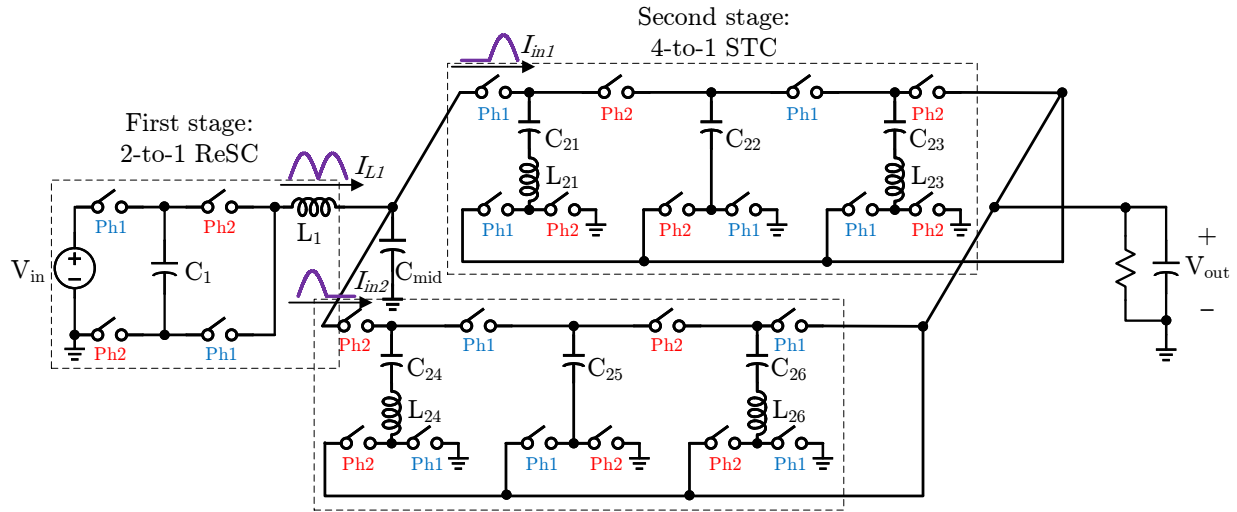 Second stage:
4-to-1 STC
First stage:
2-to-1 ReSC
I_in1
Ph1
Ph2
Ph1
Ph2
C21
C22
C23
L21
L23
Ph1
Ph2
Ph2
Ph1
Ph1
Ph2
I_L1
Ph1
Ph2
L1
Vin
+
−
C1
Cmid
Ph2
Ph1
+
Vout
−
I_in2
Ph2
Ph1
Ph2
Ph1
C24
C25
C26
L24
L26
Ph2
Ph1
Ph1
Ph2
Ph2
Ph1